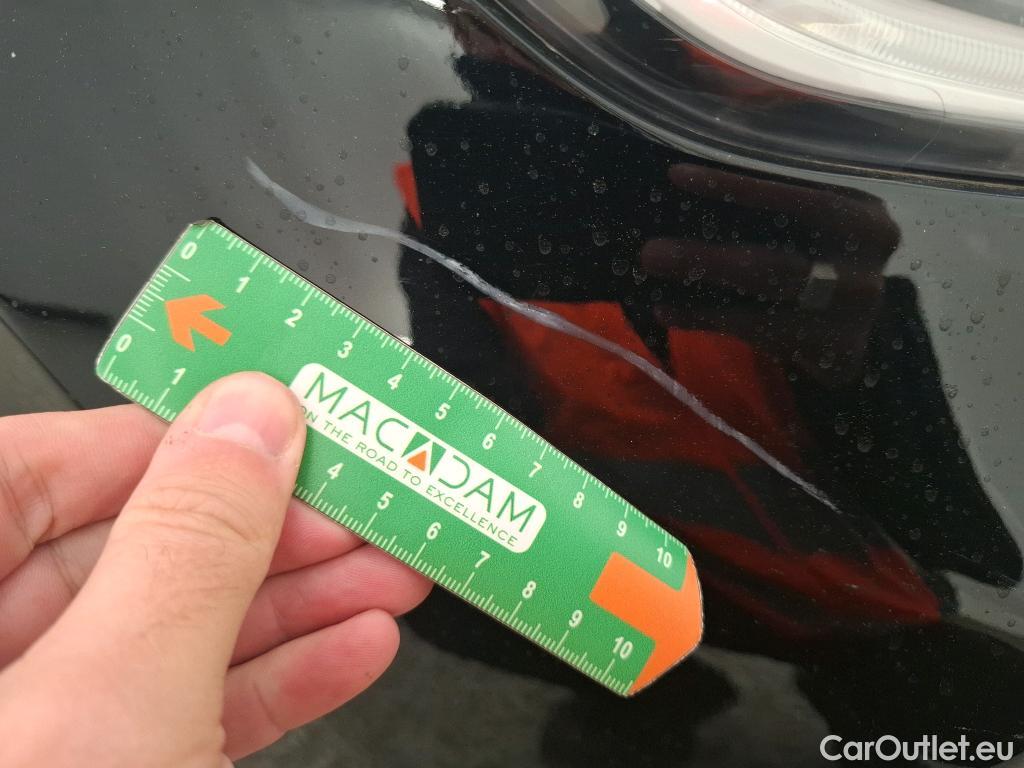 0 1 2 3 4 5 6 7 8 9 10
MACADAM
ON THE ROAD TO EXCELLENCE
0 1 4 5 6 7 8 9 10
CarOutlet.eu